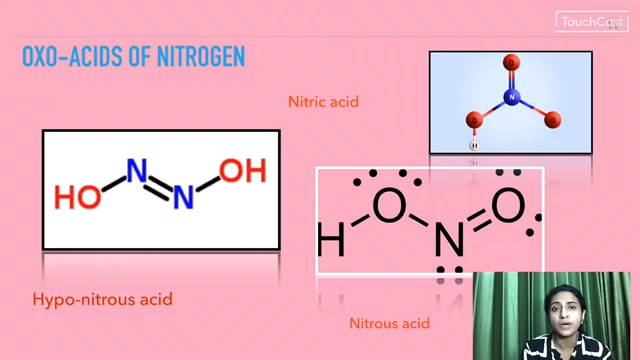 TouchCast
OXO-ACIDS OF NITROGEN
Nitric acid
O
N
O
O
H
HO
N
N
OH
H
O
N
O
Hypo-nitrous acid
Nitrous acid